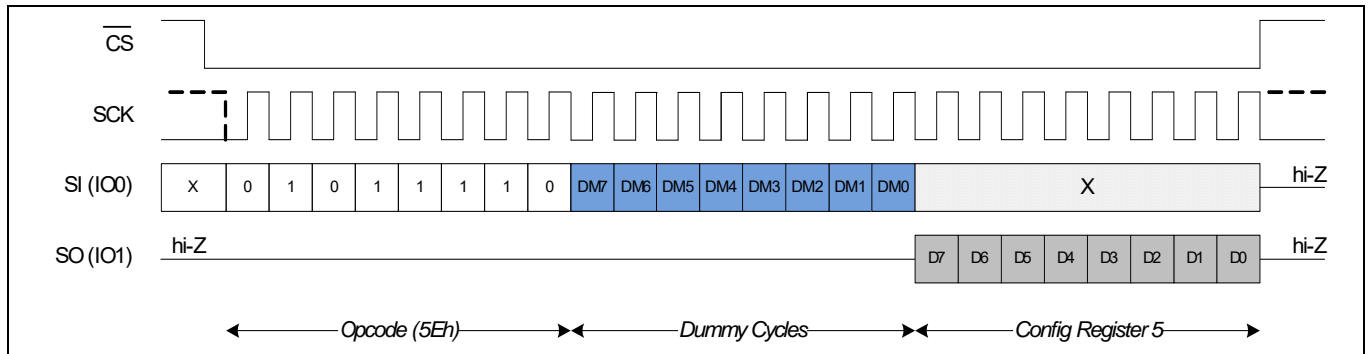 CS
SCK
SI (IO0) X 0 1 0 1 1 1 1 0 DM7 DM6 DM5 DM4 DM3 DM2 DM1 DM0 X hi-Z
SO (IO1) hi-Z D7 D6 D5 D4 D3 D2 D1 D0 hi-Z
Opcode (5Eh) Dummy Cycles Config Register 5